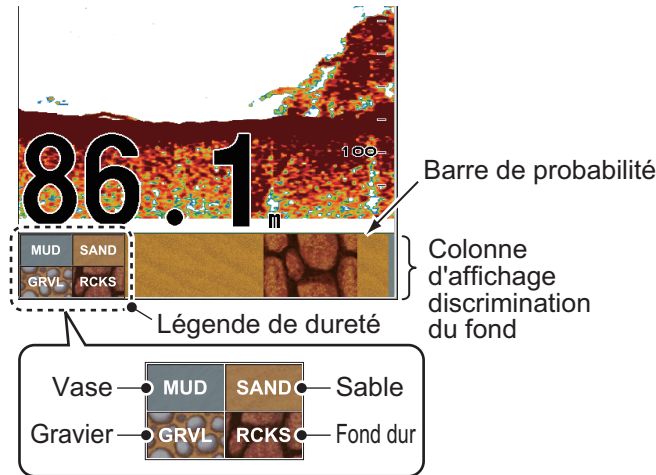 100
86.1m
Barre de probabilité
MUD SAND
GRVL RCKS
Colonne
d'affichage
discrimination
du fond
Légende de dureté
Vase MUD SAND Sable
Gravier GRVL RCKS Fond dur